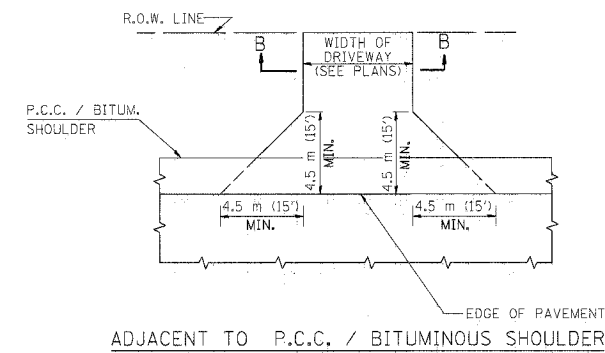 R.O.W. LINE
B
WIDTH OF
DRIVEWAY
(SEE PLANS)
B
P.C.C. / BITUM.
SHOULDER
4.5 m (15')
MIN.
4.5 m (15')
MIN.
4.5 m (15')
MIN.
4.5 m (15')
MIN.
EDGE OF PAVEMENT
ADJACENT TO P.C.C. / BITUMINOUS SHOULDER